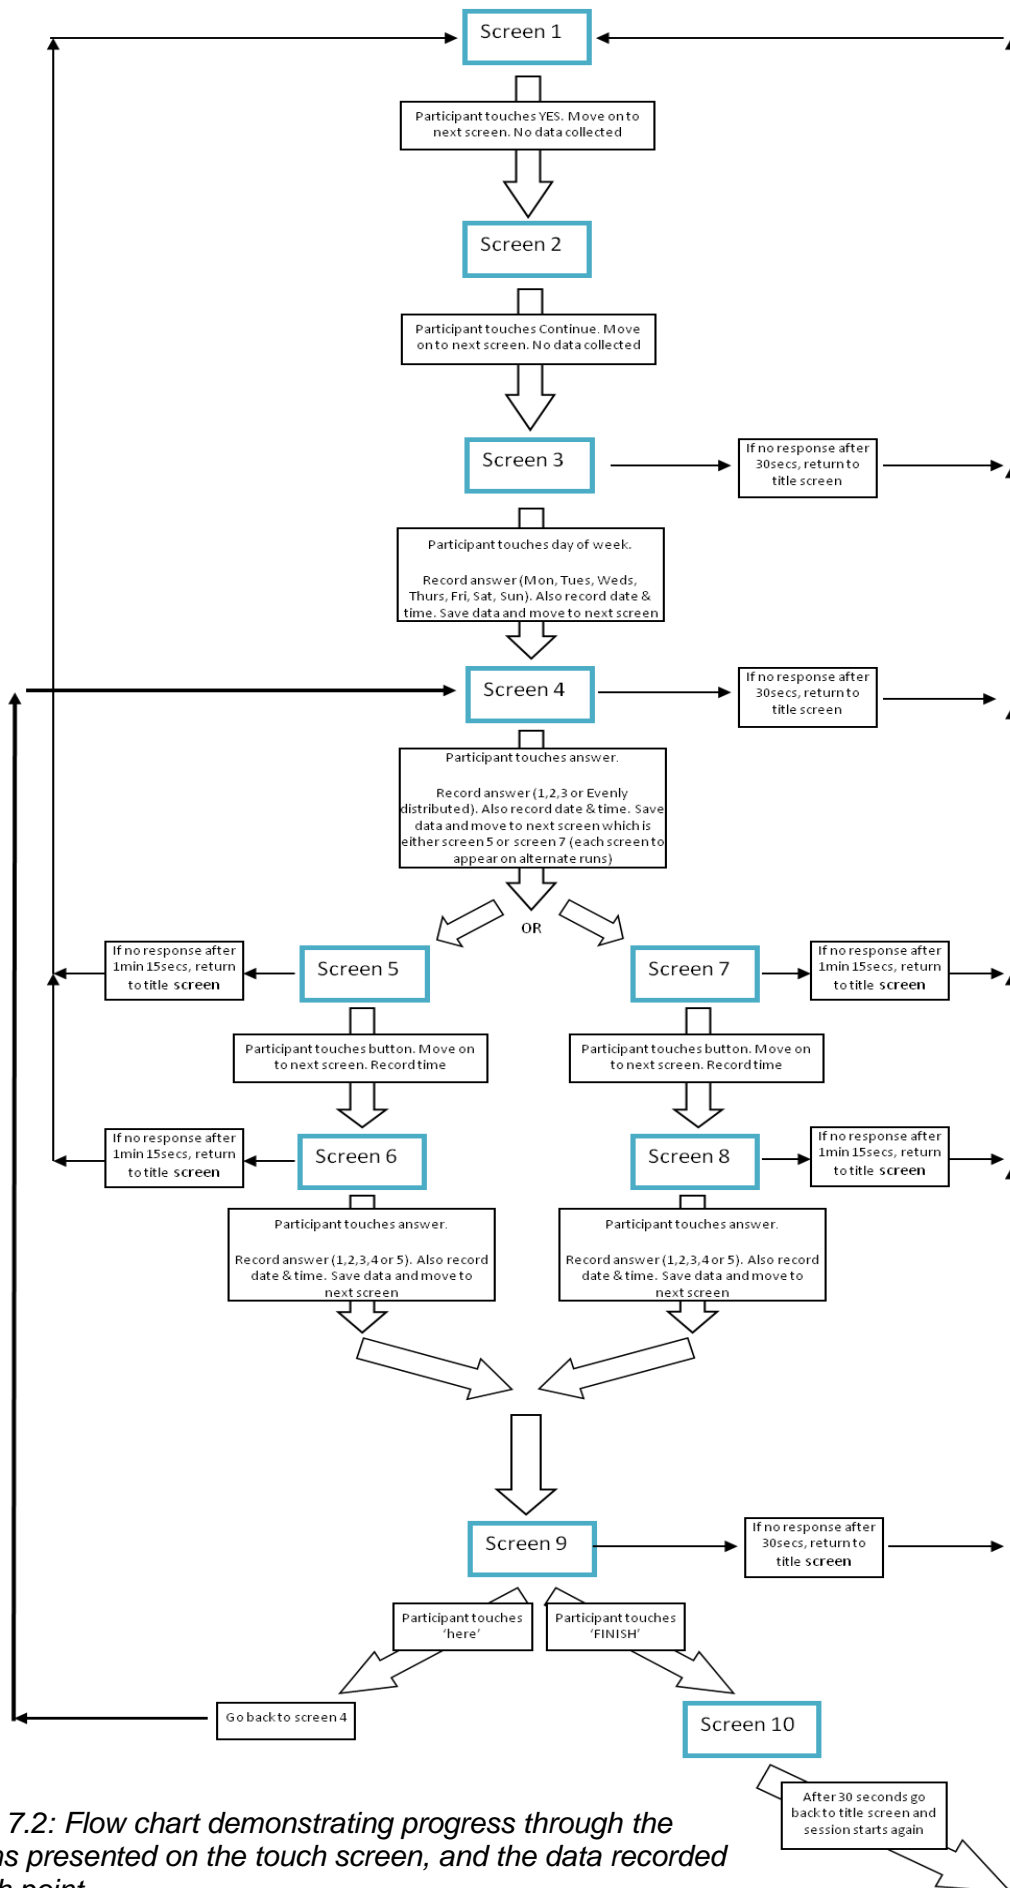 Screen 1
Participant touches YES. Move on to
next screen. No data collected
Screen 2
Participant touches Continue. Move
on to next screen. No data collected
Screen 3
If no response after
30secs, return to
title screen
Participant touches day of week.
Record answer (Mon, Tues, Weds,
Thurs, Fri, Sat, Sun). Also record date &
time. Save data and move to next screen
Screen 4
If no response after
30secs, return to
title screen
Participant touches answer.
Record answer (1,2,3 or Evenly
distributed). Also record date & time. Save
data and move to next screen which is
either screen 5 or screen 7 (each screen to
appear on alternate runs)
OR
If no response after
1min 15secs, return
to title screen
Screen 5
Screen 7
If no response after
1min 15secs, return
to title screen
Participant touches button. Move on
to next screen. Record time
Participant touches button. Move on
to next screen. Record time
If no response after
1min 15secs, return
to title screen
Screen 6
Screen 8
If no response after
1min 15secs, return
to title screen
Participant touches answer.
Record answer (1,2,3,4 or 5). Also record
date & time. Save data and move to
next screen
Participant touches answer.
Record answer (1,2,3,4 or 5). Also record
date & time. Save data and move to
next screen
Screen 9
If no response after
30secs, return to
title screen
Participant touches
'here'
Participant touches
'FINISH'
Go back to screen 4
Screen 10
After 30 seconds go
back to title screen and
session starts again
7.2: Flow chart demonstrating progress through the
ns presented on the touch screen, and the data recorded